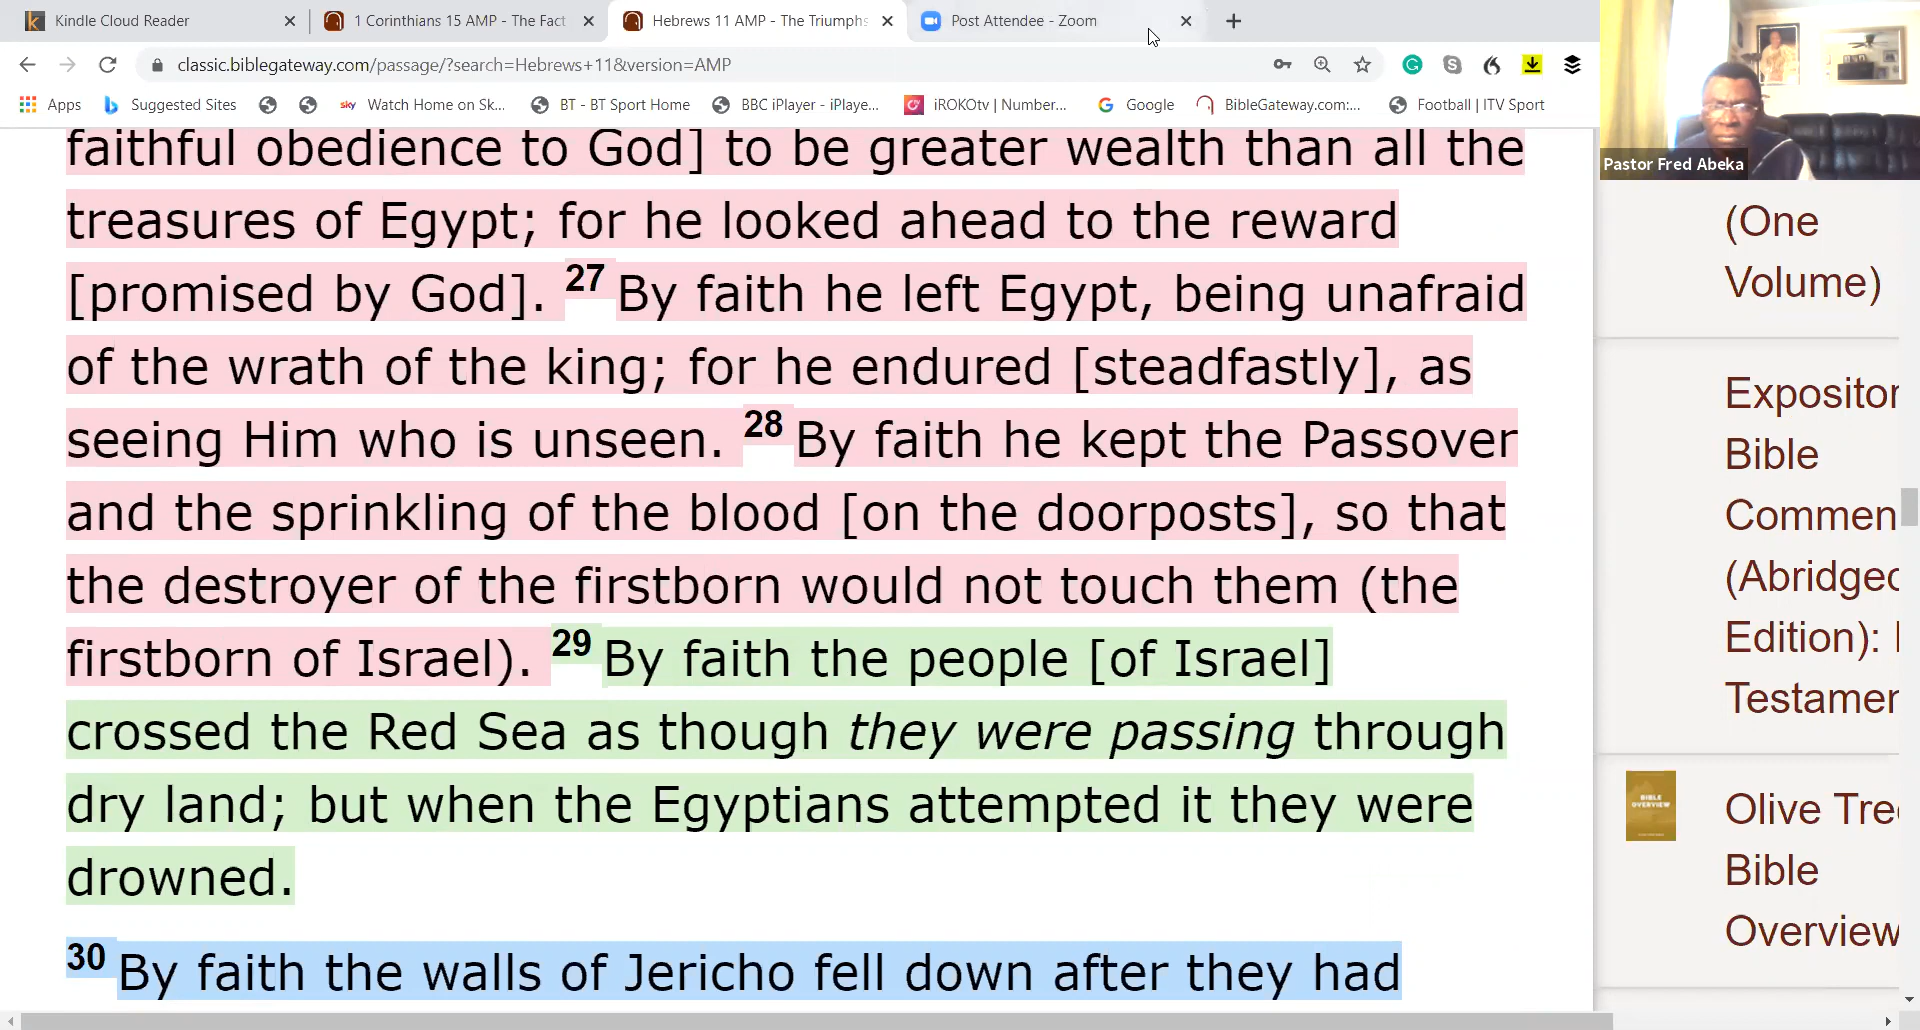 Kindle Cloud Reader
1 Corinthians 15 AMP - The Fact
Hebrews 11 AMP - The Triumphs
Post Attendee - Zoom
classic.biblegateway.com/passage/?search=Hebrews+11&version=AMP
Apps
Suggested Sites
sky Watch Home on Sk...
BT - BT Sport Home
BBC iPlayer - iPlaye...
iROKOtv | Number...
Google
BibleGateway.com:...
Football | ITV Sport
Pastor Fred Abeka
faithful obedience to God] to be greater wealth than all the
treasures of Egypt; for he looked ahead to the reward
[promised by God]. 27 By faith he left Egypt, being unafraid
of the wrath of the king; for he endured [steadfastly], as
seeing Him who is unseen. 28 By faith he kept the Passover
and the sprinkling of the blood [on the doorposts], so that
the destroyer of the firstborn would not touch them (the
firstborn of Israel). 29 By faith the people [of Israel]
crossed the Red Sea as though they were passing through
dry land; but when the Egyptians attempted it they were
drowned.
30 By faith the walls of Jericho fell down after they had
(One
Volume)
Expositor
Bible
Commen
(Abridged
Edition):
Testamen
BIBLE
OVERVIEW
Olive Tree
Bible
Overview